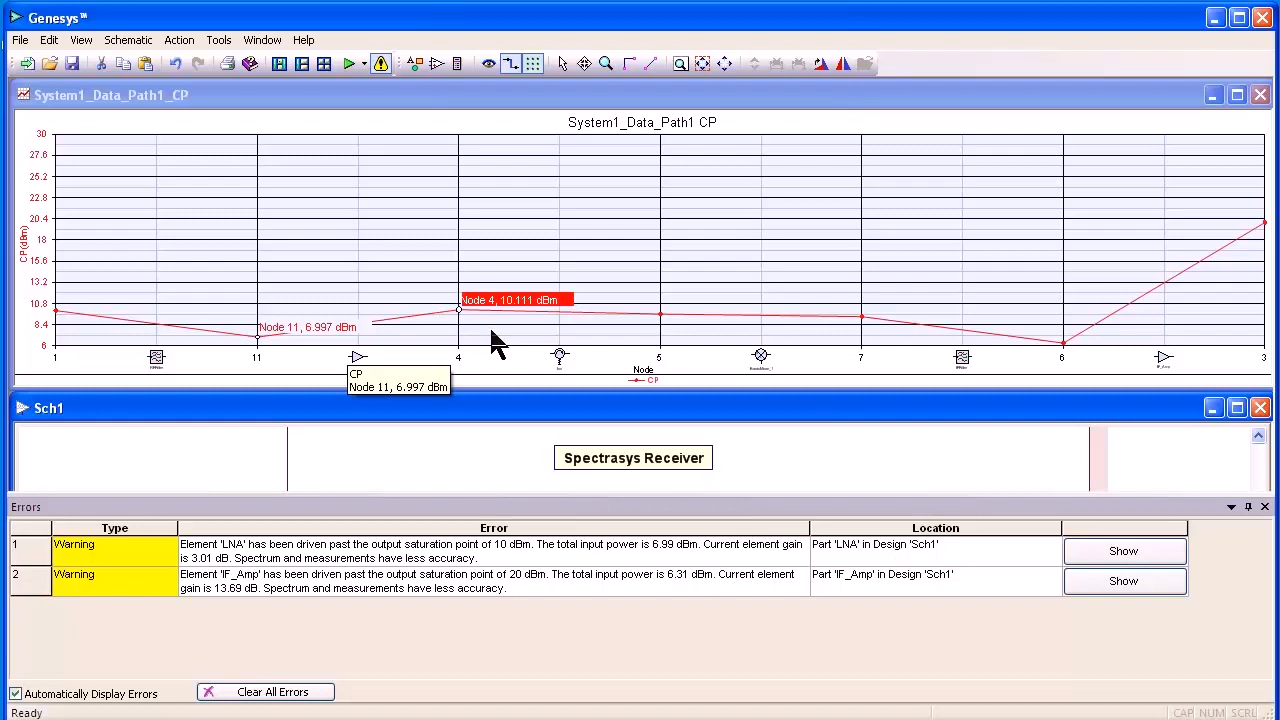 Genesys™
File Edit View Schematic Action Tools Window Help
System1_Data_Path1_CP
System1_Data_Path1 CP
30
27.6
25.2
22.8
20.4
18
15.6
13.2
10.8
8.4
6
CP(dBm)
Node 4, 10.111 dBm
Node 11, 6.997 dBm
1 11 4 5 7 6 3
IF_Amp
Node
CP
CP
Node 11, 6.997 dBm
Sch1
Spectrasys Receiver
Errors
Type Error Location
1 Warning Element 'LNA' has been driven past the output saturation point of 10 dBm. The total input power is 6.99 dBm. Current element gain Part 'LNA' in Design 'Sch1' Show
is 3.01 dB. Spectrum and measurements have less accuracy.
2 Warning Element 'IF_Amp' has been driven past the output saturation point of 20 dBm. The total input power is 6.31 dBm. Current element Part 'IF_Amp' in Design 'Sch1' Show
gain is 13.69 dB. Spectrum and measurements have less accuracy.
Automatically Display Errors Clear All Errors
Ready CAP NUM SCRL